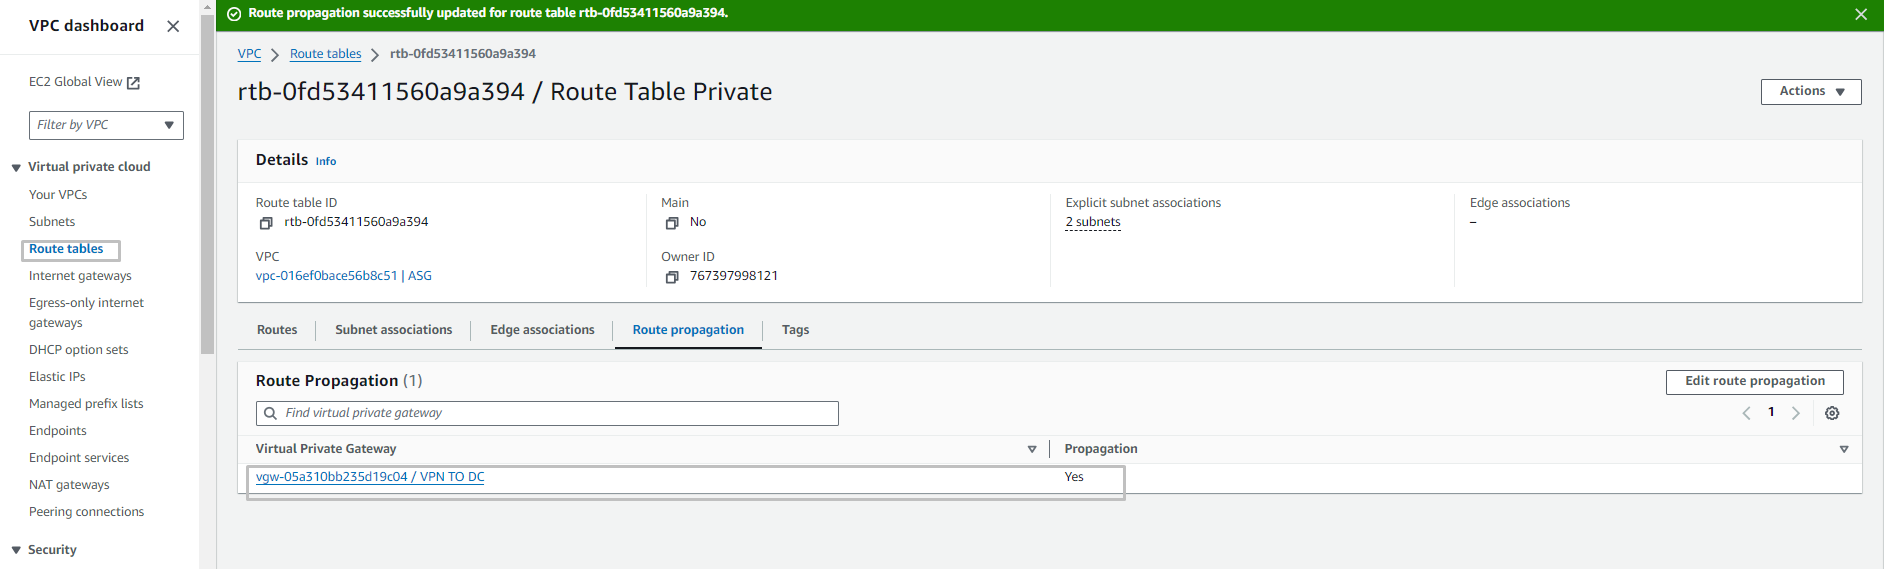 Route propagation successfully updated for route table rtb-0fd53411560a9a394.
VPC dashboard
EC2 Global View
Filter by VPC
Virtual private cloud
Your VPCs
Subnets
Route tables
Internet gateways
Egress-only internet
gateways
DHCP option sets
Elastic IPs
Managed prefix lists
Endpoints
Endpoint services
NAT gateways
Peering connections
Security
VPC > Route tables > rtb-0fd53411560a9a394
rtb-0fd53411560a9a394 / Route Table Private
Actions
Details Info
Route table ID
rtb-0fd53411560a9a394
Main
No
Explicit subnet associations
2 subnets
Edge associations
–
VPC
vpc-016ef0bace56b8c51 | ASG
Owner ID
767397998121
Routes Subnet associations Edge associations Route propagation Tags
Route Propagation (1)
Edit route propagation
Find virtual private gateway
1
Virtual Private Gateway Propagation
vgw-05a310bb235d19c04 / VPN TO DC Yes